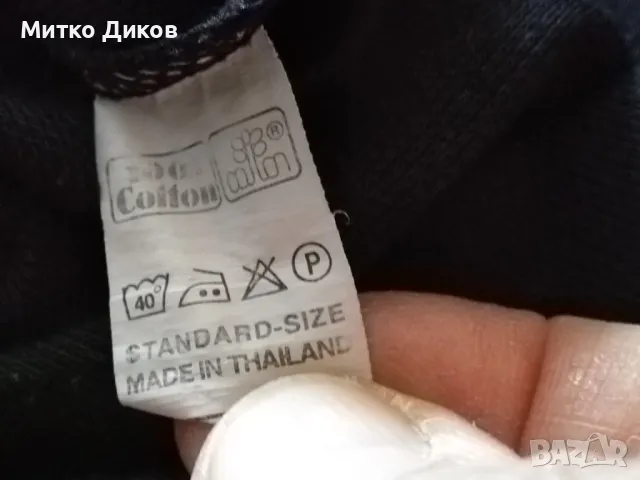 Митко Диков
100%
Cotton
®
40°
P
STANDARD-SIZE
MADE IN THAILAND
BAZAR